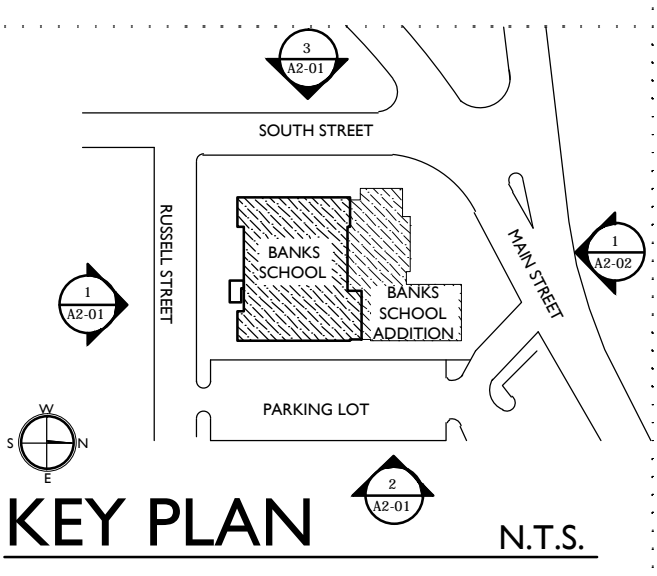 3
A2-01
SOUTH STREET
RUSSELL STREET
BANKS
SCHOOL
MAIN STREET
1
A2-02
1
A2-01
BANKS
SCHOOL
ADDITION
PARKING LOT
W
S
N
E
2
A2-01
KEY PLAN
N.T.S.